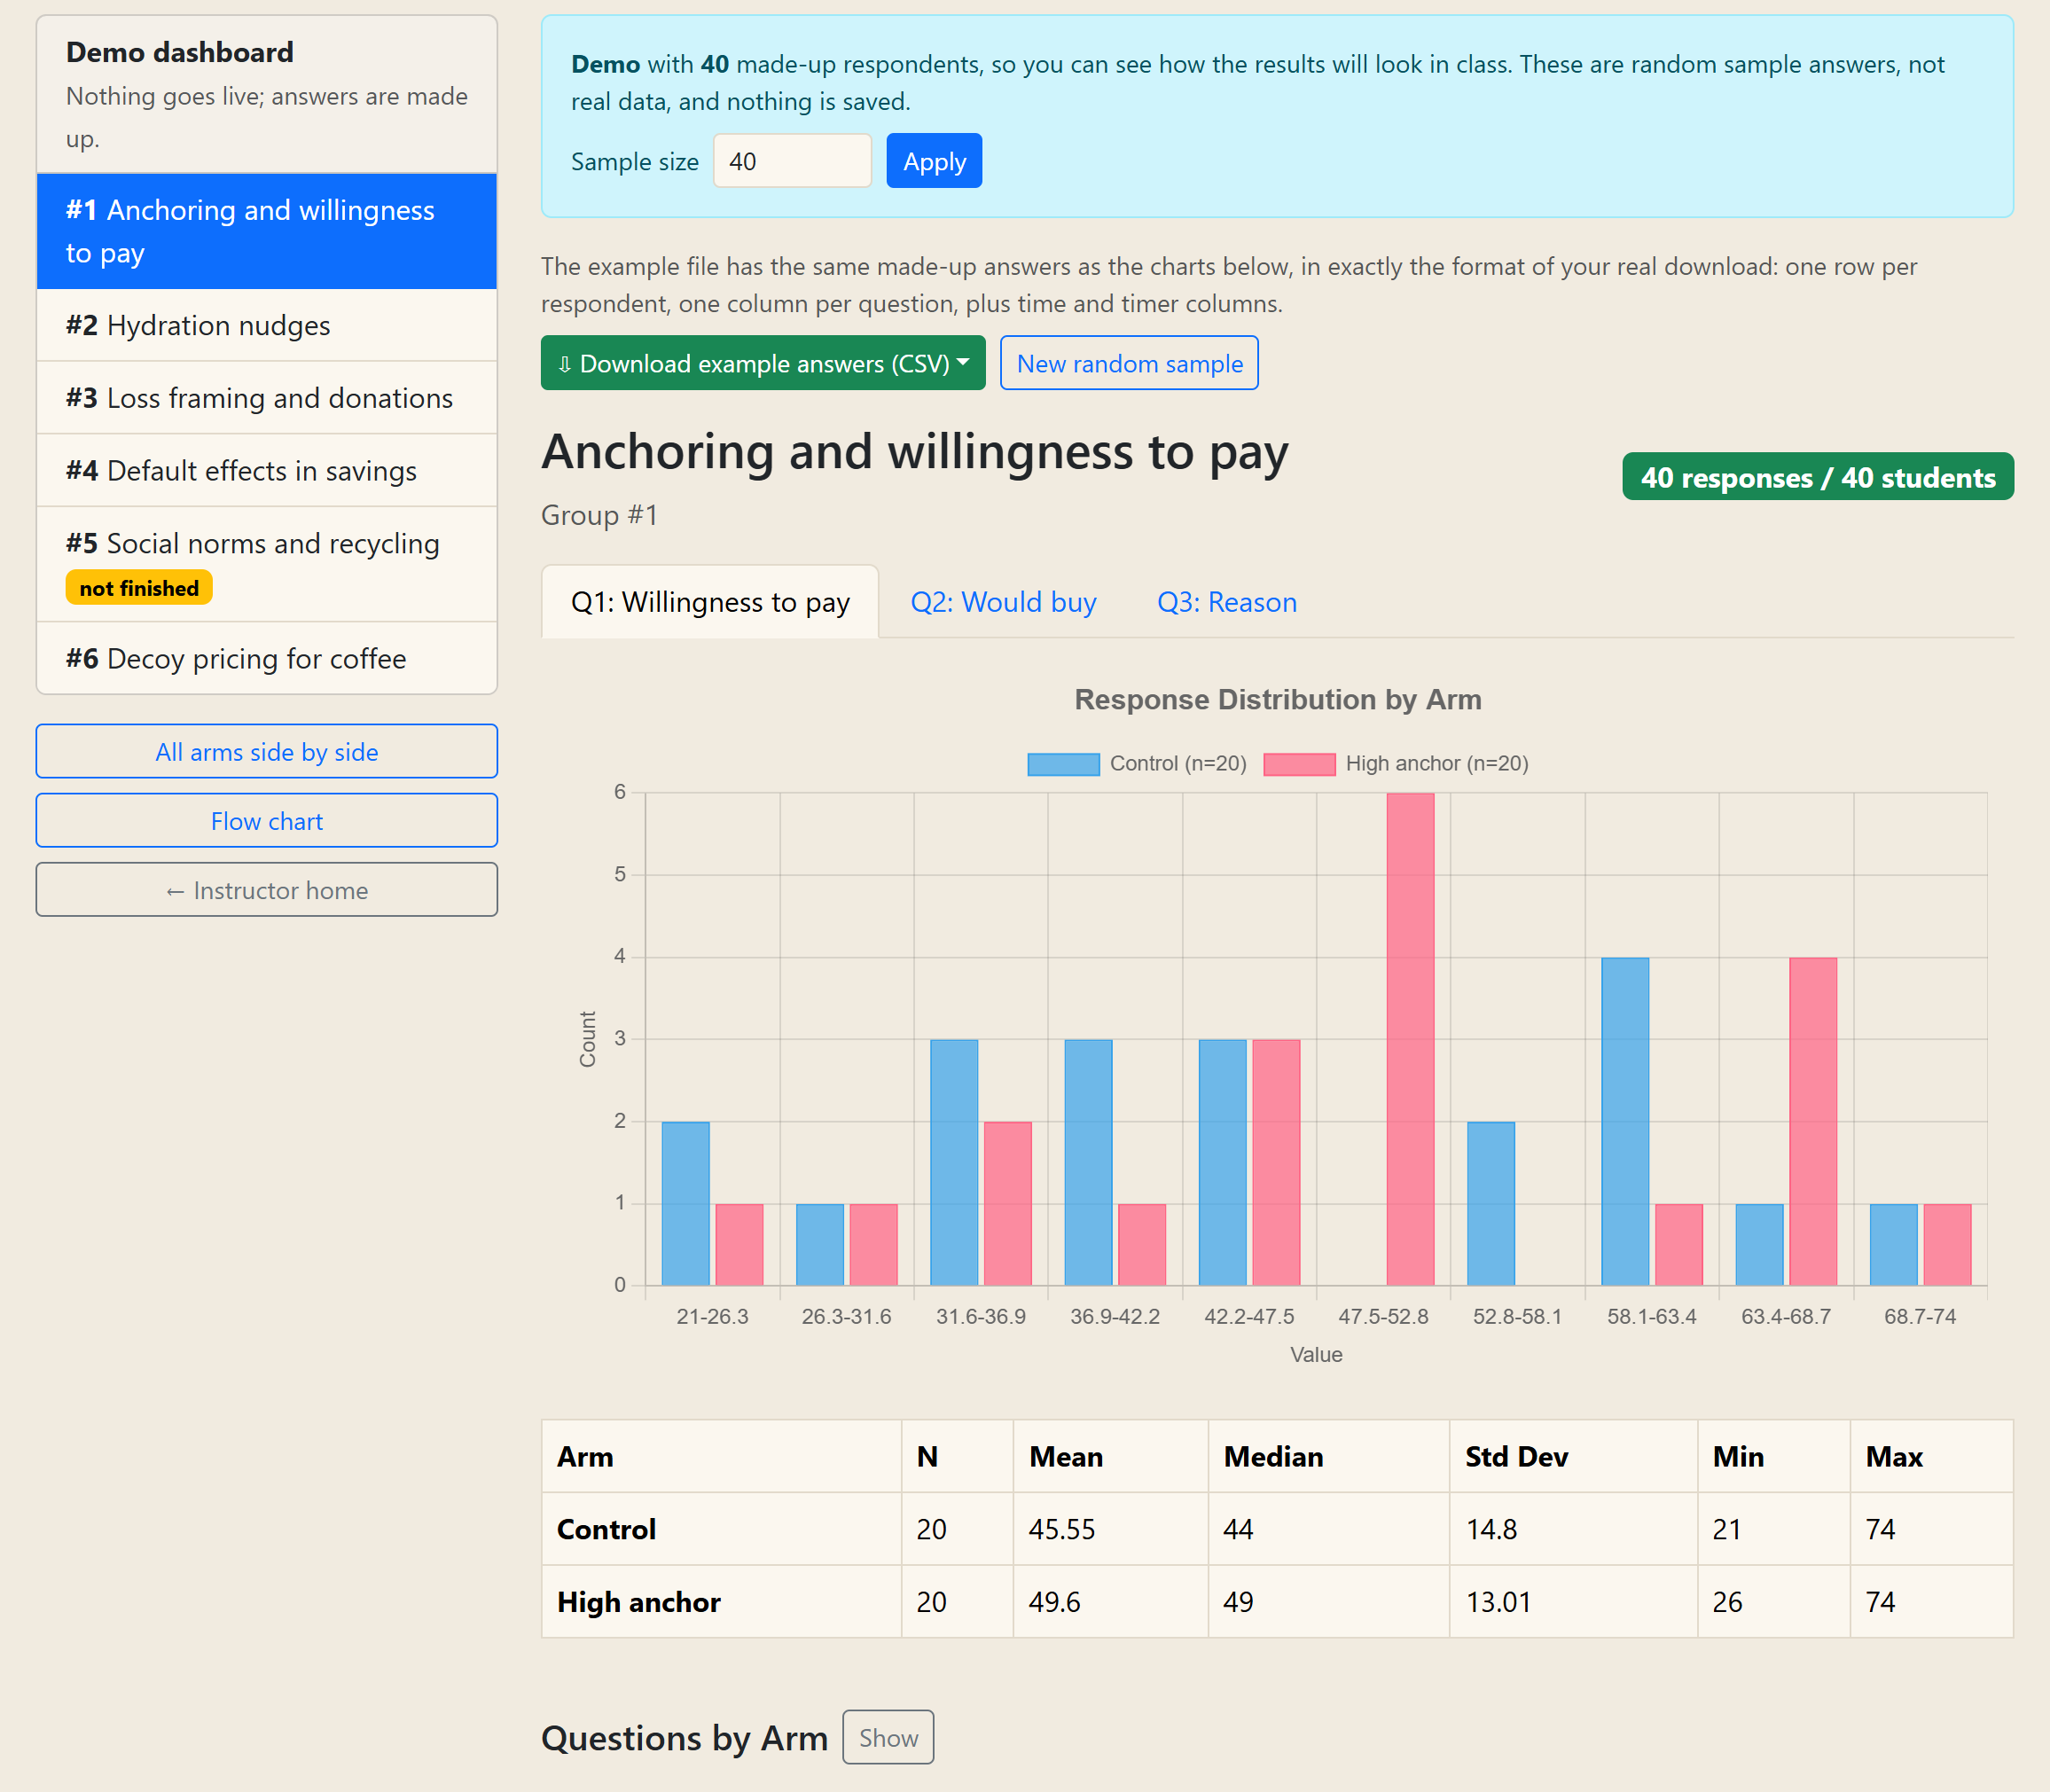 Demo dashboard
Nothing goes live; answers are made
up.
#1 Anchoring and willingness
to pay
#2 Hydration nudges
#3 Loss framing and donations
#4 Default effects in savings
#5 Social norms and recycling
not finished
#6 Decoy pricing for coffee
All arms side by side
Flow chart
← Instructor home
Demo with 40 made-up respondents, so you can see how the results will look in class. These are random sample answers, not
real data, and nothing is saved.
Sample size 40 Apply
The example file has the same made-up answers as the charts below, in exactly the format of your real download: one row per
respondent, one column per question, plus time and timer columns.
⇩ Download example answers (CSV) New random sample
Anchoring and willingness to pay
40 responses / 40 students
Group #1
Q1: Willingness to pay Q2: Would buy Q3: Reason
Response Distribution by Arm
Control (n=20) High anchor (n=20)
6
5
4
3
2
1
0
Count
21-26.3 26.3-31.6 31.6-36.9 36.9-42.2 42.2-47.5 47.5-52.8 52.8-58.1 58.1-63.4 63.4-68.7 68.7-74
Value
Arm N Mean Median Std Dev Min Max
Control 20 45.55 44 14.8 21 74
High anchor 20 49.6 49 13.01 26 74
Questions by Arm Show